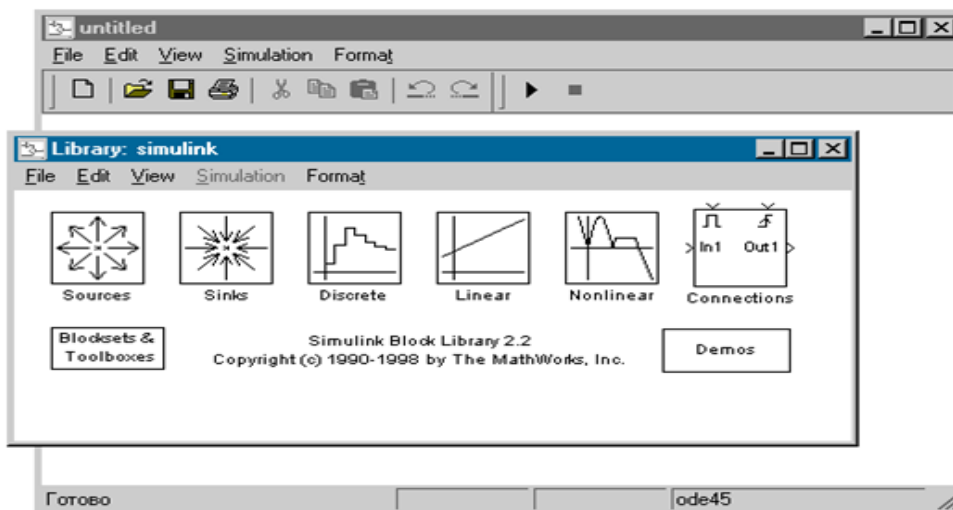 untitled
File Edit View Simulation Format
Library: simulink
File Edit View Simulation Format
In1 Out1
Sources Sinks Discrete Linear Nonlinear Connections
Blocksets &
Toolboxes
Simulink Block Library 2.2
Copyright (c) 1990-1998 by The MathWorks, Inc.
Demos
Готово ode45